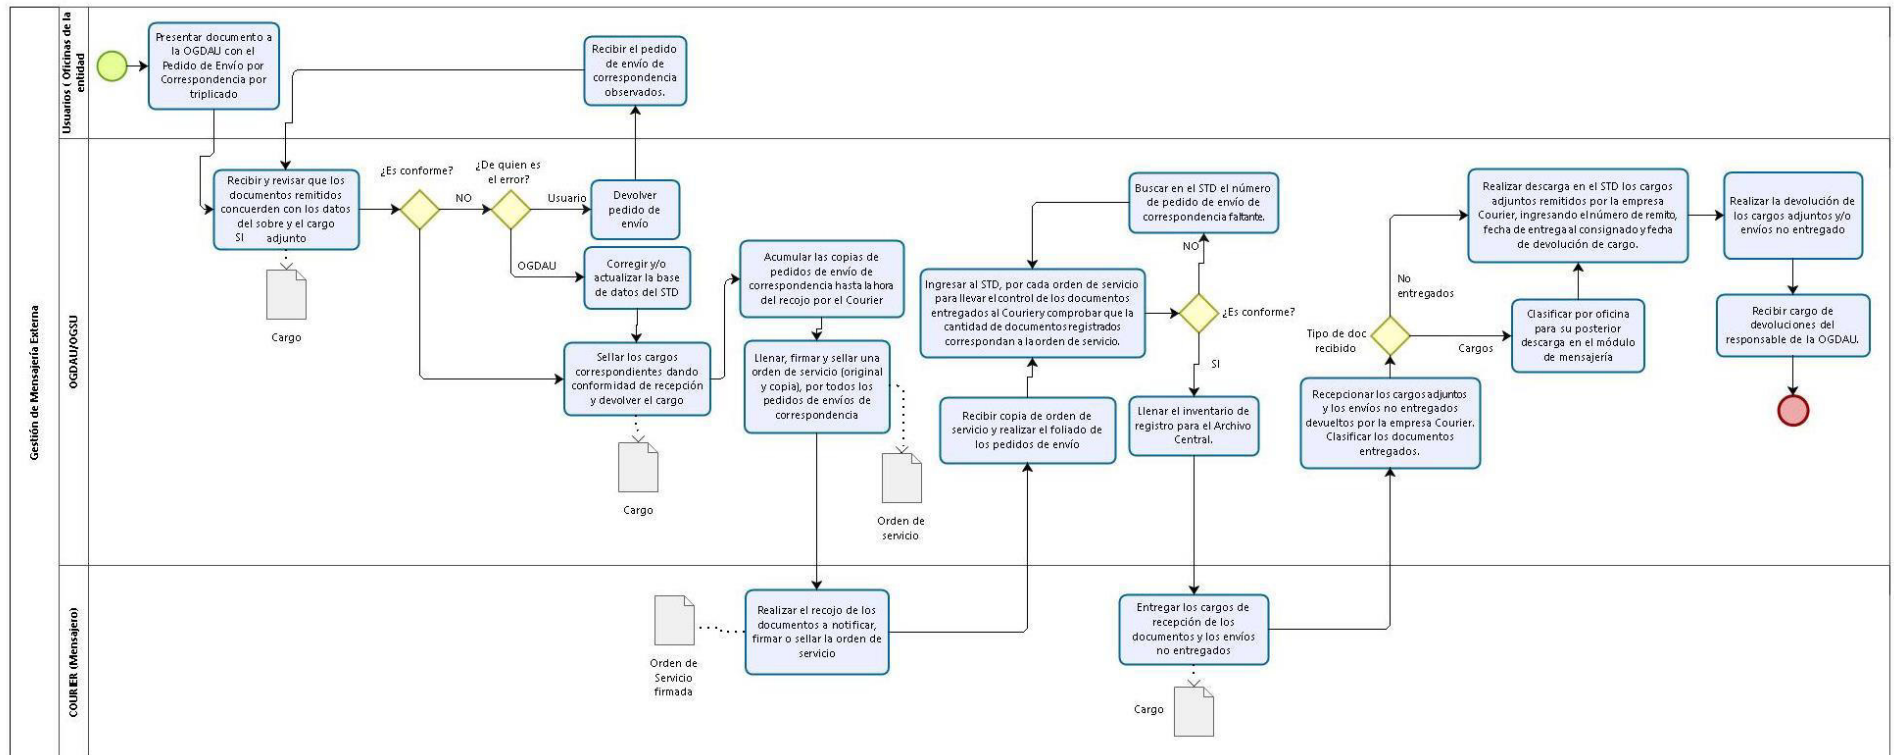 Gestión de Mensajería Externa
Usuarios ( Oficinas de la
entidad
Presentar documento a
la OGDAU con el
Pedido de Envío por
Correspondencia por
triplicado
Recibir el pedido
de envío de
correspondencia
observados.
OGDAU/OGSU
Recibir y revisar que los
documentos remitidos
concuerden con los datos
del sobre y el cargo
SI adjunto
Cargo
¿Es conforme?
NO
¿De quien es
el error?
Usuario
OGDAU
Devolver
pedido de
envío
Corregir y/o
actualizar la base
de datos del STD
Sellar los cargos
correspondientes dando
conformidad de recepción
y devolver el cargo
Cargo
Acumular las copias de
pedidos de envío de
correspondencia hasta la hora
del recojo por el Courier
Llenar, firmar y sellar una
orden de servicio (original
y copia), por todos los
pedidos de envíos de
correspondencia
Orden de
servicio
Buscar en el STD el número
de pedido de envío de
correspondencia faltante.
NO
Ingresar al STD, por cada orden de servicio
para llevar el control de los documentos
entregados al Courier y comprobar que la
cantidad de documentos registrados
correspondan a la orden de servicio.
¿Es conforme?
SI
Recibir copia de orden de
servicio y realizar el foliado de
los pedidos de envío
Llenar el inventario de
registro para el Archivo
Central.
Realizar descarga en el STD los cargos
adjuntos remitidos por la empresa
Courier, ingresando el número de remito,
fecha de entrega al consignado y fecha
de devolución de cargo.
Realizar la devolución de
los cargos adjuntos y/o
envíos no entregado
No
entregados
Tipo de doc
recibido
Cargos
Clasificar por oficina
para su posterior
descarga en el módulo
de mensajería
Recibir cargo de
devoluciones del
responsable de la OGDAU.
Recepcionar los cargos adjuntos
y los envíos no entregados
devueltos por la empresa Courier.
Clasificar los documentos
entregados.
COURIER (Mensajero)
Orden de
Servicio
firmada
Realizar el recojo de los
documentos a notificar,
firmar o sellar la orden de
servicio
Entregar los cargos de
recepción de los
documentos y los envíos
no entregados
Cargo